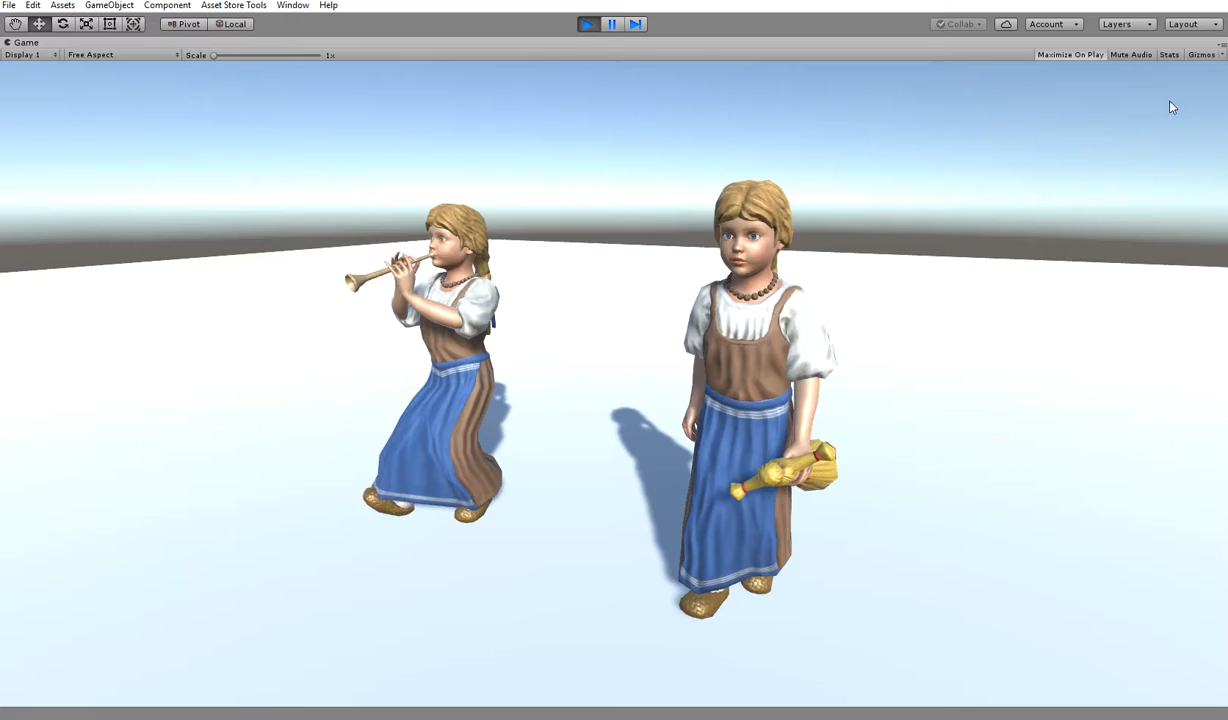 File Edit Assets GameObject Component Asset Store Tools Window Help
Pivot Local Collab Account Layers Layout
Game
Display 1 Free Aspect Scale 1x Maximize On Play Mute Audio Stats Gizmos